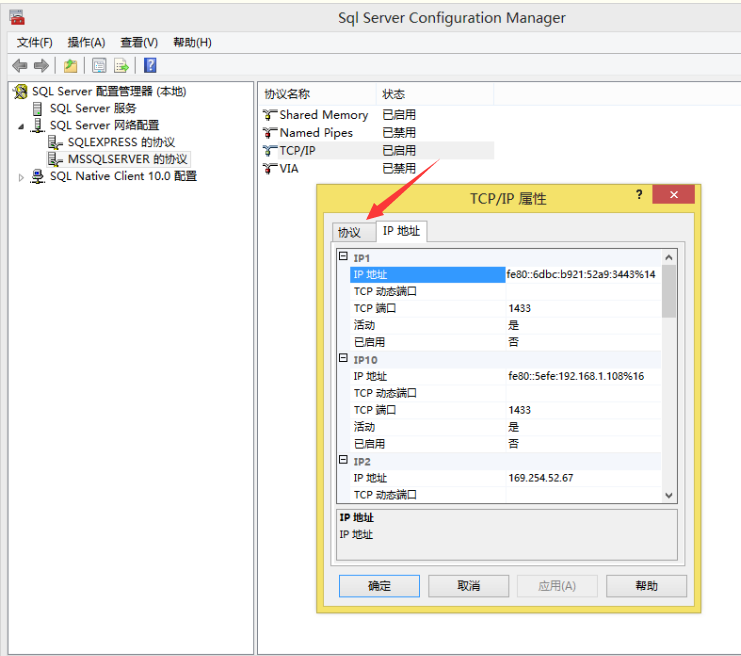 Sql Server Configuration Manager
文件(F) 操作(A) 查看(V) 帮助(H)
SQL Server 配置管理器 (本地)
SQL Server 服务
SQL Server 网络配置
SQLEXPRESS 的协议
MSSQLSERVER 的协议
SQL Native Client 10.0 配置
协议名称 状态
Shared Memory 已启用
Named Pipes 已禁用
TCP/IP 已启用
VIA 已禁用
TCP/IP 属性
协议 IP 地址
IP1
IP 地址 fe80::6dbc:b921:52a9:3443%14
TCP 动态端口
TCP 端口 1433
活动 是
已启用 否
IP10
IP 地址 fe80::5efe:192.168.1.108%16
TCP 动态端口
TCP 端口 1433
活动 是
已启用 否
IP2
IP 地址 169.254.52.67
TCP 动态端口
IP 地址
IP 地址
确定 取消 应用(A) 帮助